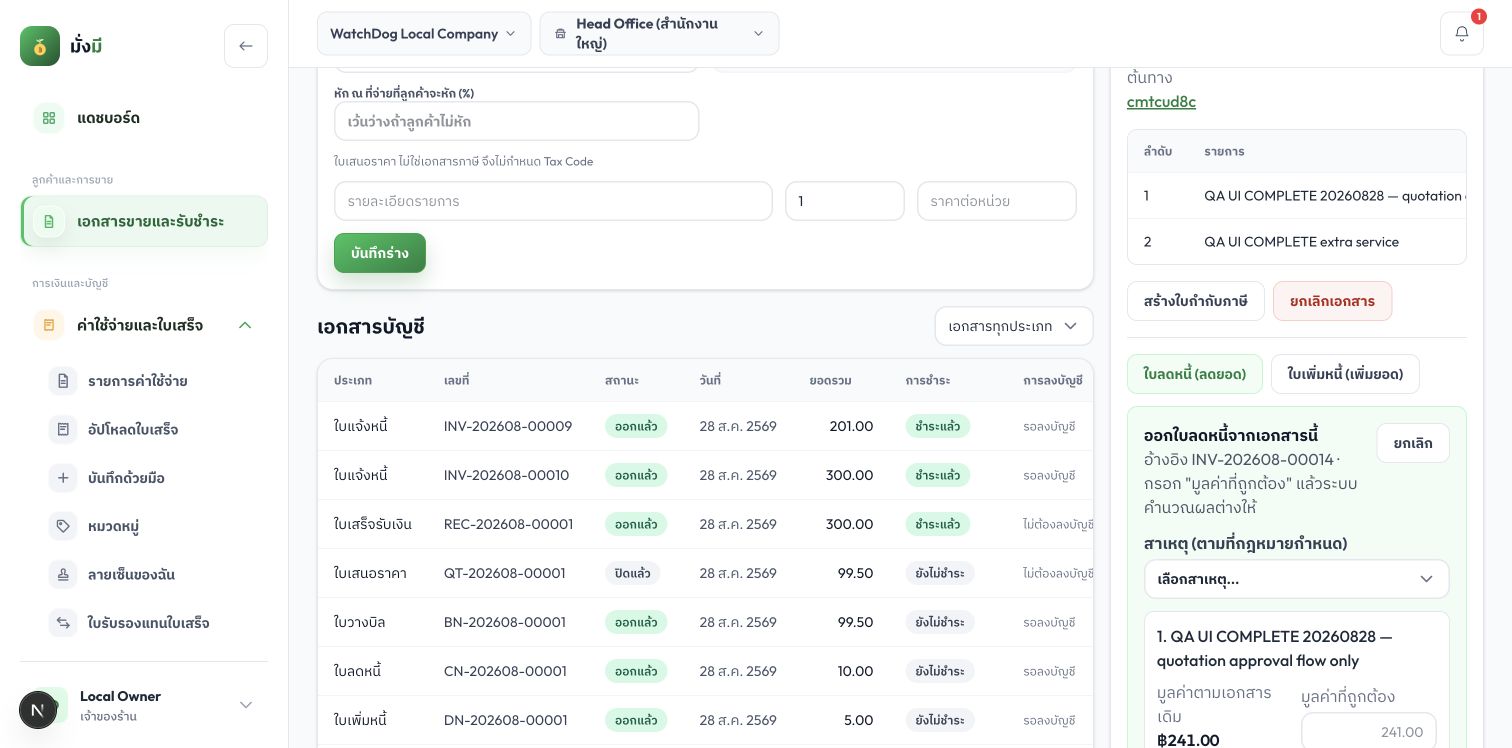 มั่งมี
แดชบอร์ด
ลูกค้าและการขาย
เอกสารขายและรับชำระ
การเงินและบัญชี
ค่าใช้จ่ายและใบเสร็จ
รายการค่าใช้จ่าย
อัปโหลดใบเสร็จ
บันทึกด้วยมือ
หมวดหมู่
ลายเซ็นของฉัน
ใบรับรองแทนใบเสร็จ
N
Local Owner
เจ้าของร้าน
WatchDog Local Company
Head Office (สำนักงาน
ใหญ่)
1
หัก ณ ที่จ่ายที่ลูกค้าจะหัก (%)
เว้นว่างถ้าลูกค้าไม่หัก
ใบเสนอราคา ไม่ใช่เอกสารภาษี จึงไม่กำหนด Tax Code
รายละเอียดรายการ 1 ราคาต่อหน่วย
บันทึกร่าง
เอกสารบัญชี เอกสารทุกประเภท
ประเภท เลขที่ สถานะ วันที่ ยอดรวม การชำระ การลงบัญชี
ใบแจ้งหนี้ INV-202608-00009 ออกแล้ว 28 ส.ค. 2569 201.00 ชำระแล้ว รอลงบัญชี
ใบแจ้งหนี้ INV-202608-00010 ออกแล้ว 28 ส.ค. 2569 300.00 ชำระแล้ว รอลงบัญชี
ใบเสร็จรับเงิน REC-202608-00001 ออกแล้ว 28 ส.ค. 2569 300.00 ชำระแล้ว ไม่ต้องลงบัญชี
ใบเสนอราคา QT-202608-00001 ปิดแล้ว 28 ส.ค. 2569 99.50 ยังไม่ชำระ ไม่ต้องลงบัญชี
ใบวางบิล BN-202608-00001 ออกแล้ว 28 ส.ค. 2569 99.50 ยังไม่ชำระ รอลงบัญชี
ใบลดหนี้ CN-202608-00001 ออกแล้ว 28 ส.ค. 2569 10.00 ยังไม่ชำระ รอลงบัญชี
ใบเพิ่มหนี้ DN-202608-00001 ออกแล้ว 28 ส.ค. 2569 5.00 ยังไม่ชำระ รอลงบัญชี
ต้นทาง
cmtcud8c
ลำดับ รายการ
1 QA UI COMPLETE 20260828 — quotation
2 QA UI COMPLETE extra service
สร้างใบกำกับภาษี ยกเลิกเอกสาร
ใบลดหนี้ (ลดยอด) ใบเพิ่มหนี้ (เพิ่มยอด)
ออกใบลดหนี้จากเอกสารนี้ ยกเลิก
อ้างอิง INV-202608-00014 ·
กรอก "มูลค่าที่ถูกต้อง" แล้วระบบ
คำนวณผลต่างให้
สาเหตุ (ตามที่กฎหมายกำหนด)
เลือกสาเหตุ...
1. QA UI COMPLETE 20260828 —
quotation approval flow only
มูลค่าตามเอกสาร
เดิม
฿241.00
มูลค่าที่ถูกต้อง
241.00